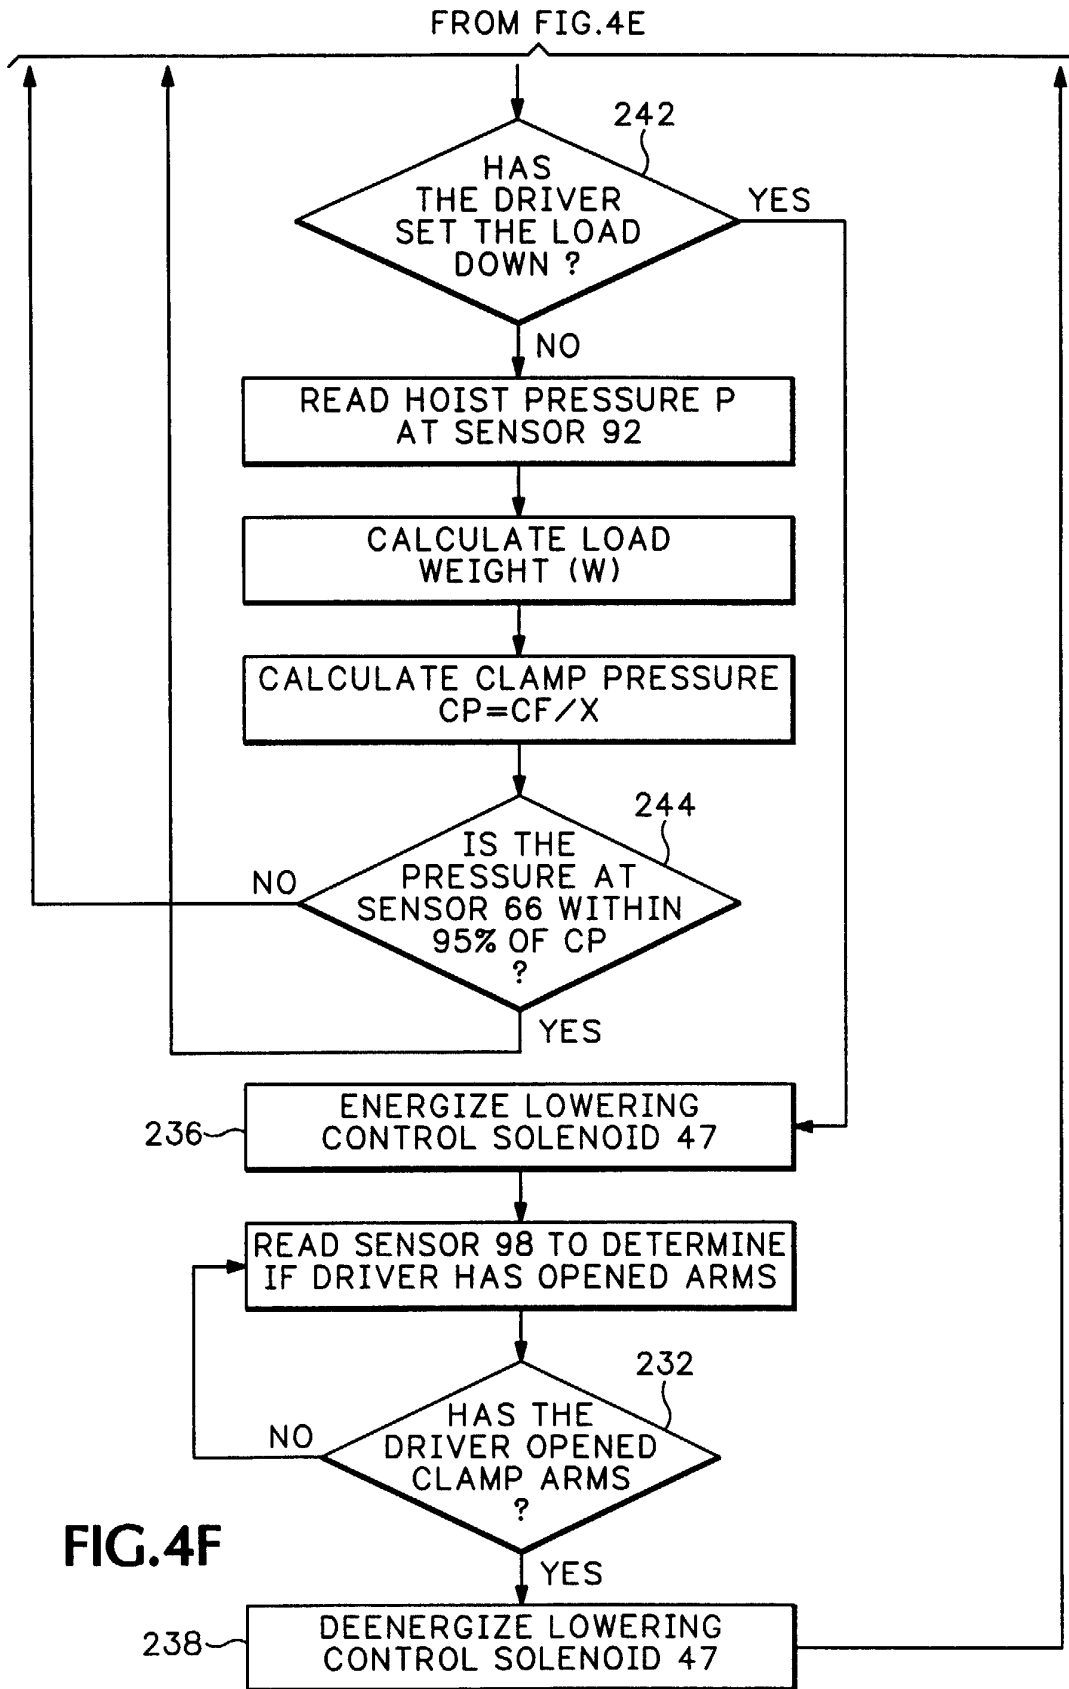 FROM FIG.4E
242
HAS
THE DRIVER
SET THE LOAD
DOWN ?
YES
NO
READ HOIST PRESSURE P
AT SENSOR 92
CALCULATE LOAD
WEIGHT (W)
CALCULATE CLAMP PRESSURE
CP=CF/X
244
IS THE
PRESSURE AT
SENSOR 66 WITHIN
95% OF CP
?
NO
YES
236
ENERGIZE LOWERING
CONTROL SOLENOID 47
READ SENSOR 98 TO DETERMINE
IF DRIVER HAS OPENED ARMS
232
HAS THE
DRIVER OPENED
CLAMP ARMS
?
NO
YES
FIG.4F
238
DEENERGIZE LOWERING
CONTROL SOLENOID 47